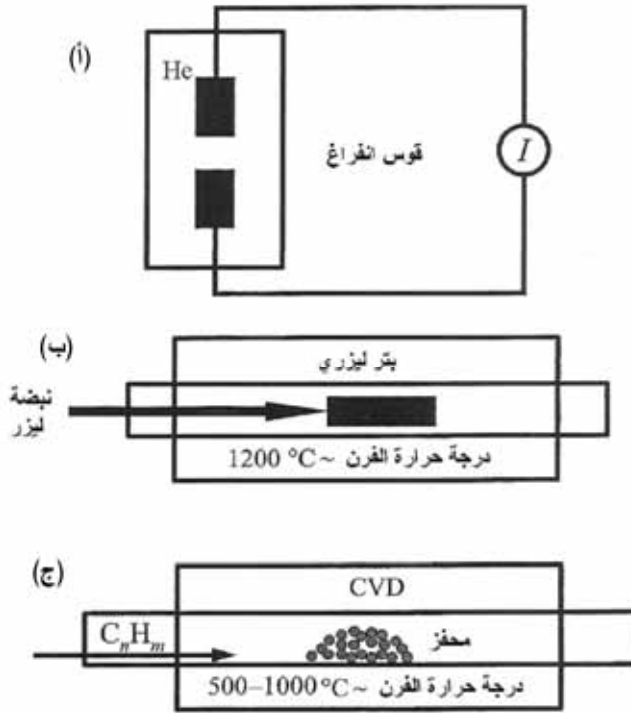 (أ)
He
قوس انفراغ
I
(ب)
بتر ليزري
نبضة
ليزر
درجة حرارة الفرن ~ 1200 °C
(ج)
CVD
CnHm
محفز
درجة حرارة الفرن ~ 500–1000 °C